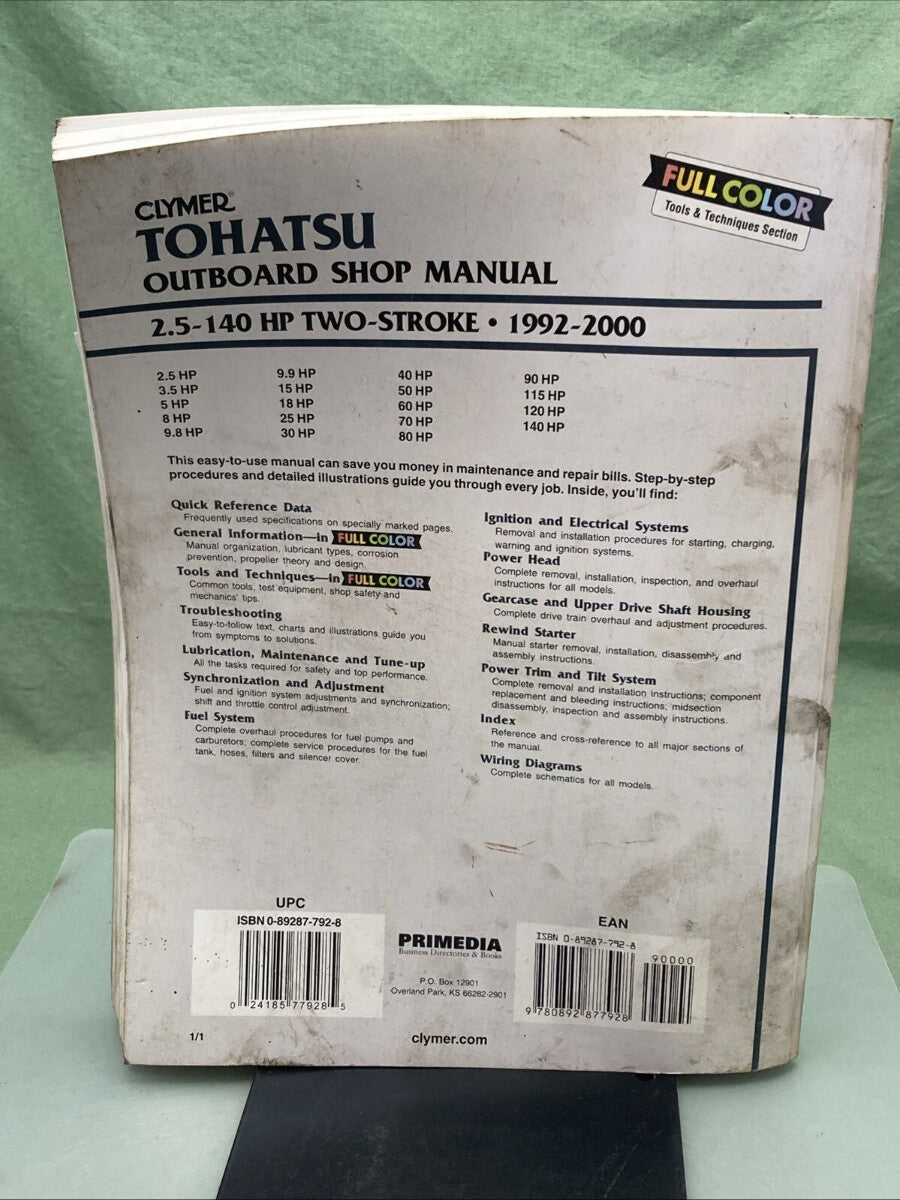 FULL COLOR
Tools & Techniques Section
CLYMER®
TOHATSU
OUTBOARD SHOP MANUAL
2.5-140 HP TWO-STROKE • 1992-2000
2.5 HP
3.5 HP
5 HP
8 HP
9.8 HP
9.9 HP
15 HP
18 HP
25 HP
30 HP
40 HP
50 HP
60 HP
70 HP
80 HP
90 HP
115 HP
120 HP
140 HP
This easy-to-use manual can save you money in maintenance and repair bills. Step-by-step
procedures and detailed illustrations guide you through every job. Inside, you'll find:
Quick Reference Data
Frequently used specifications on specially marked pages.
General Information—in FULL COLOR
Manual organization, lubricant types, corrosion
prevention, propeller theory and design.
Tools and Techniques—in FULL COLOR
Common tools, test equipment, shop safety and
mechanics' tips.
Troubleshooting
Easy-to-follow text, charts and illustrations guide you
from symptoms to solutions.
Lubrication, Maintenance and Tune-up
All the tasks required for safety and top performance.
Synchronization and Adjustment
Fuel and ignition system adjustments and synchronization;
shift and throttle control adjustment.
Fuel System
Complete overhaul procedures for fuel pumps and
carburetors; complete service procedures for the fuel
tank, hoses, filters and silencer cover.
Ignition and Electrical Systems
Removal and installation procedures for starting, charging,
warning and ignition systems.
Power Head
Complete removal, installation, inspection, and overhaul
instructions for all models.
Gearcase and Upper Drive Shaft Housing
Complete drive train overhaul and adjustment procedures.
Rewind Starter
Manual starter removal, installation, disassembly and
assembly instructions.
Power Trim and Tilt System
Complete removal and installation instructions; component
replacement and bleeding instructions; midsection
disassembly, inspection and assembly instructions.
Index
Reference and cross-reference to all major sections of
the manual.
Wiring Diagrams
Complete schematics for all models.
UPC
ISBN 0-89287-792-8
0 24185 77928 5
PRIMEDIA
Business Directories & Books
P.O. Box 12901
Overland Park, KS 66282-2901
EAN
ISBN 0-89287-792-8
90000
9 780892 877928
1/1
clymer.com